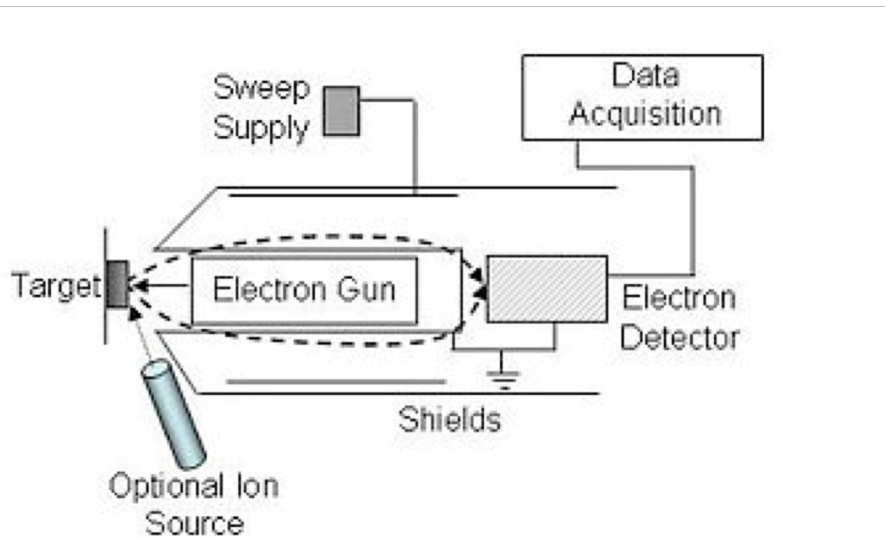 Sweep
Supply
Data
Acquisition
Target
Electron Gun
Electron
Detector
Shields
Optional Ion
Source